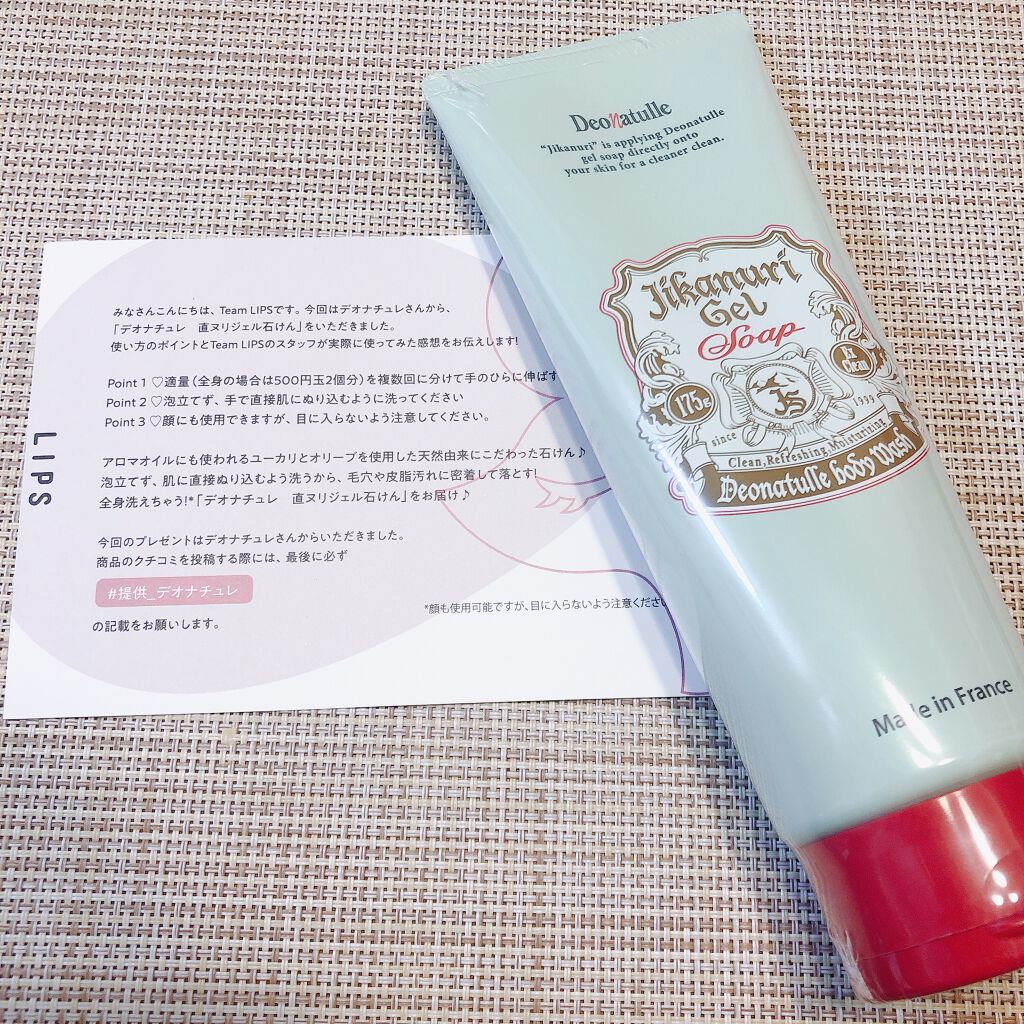 LIPS
みなさんこんにちは、Team LIPSです。今回はデオナチュレさんから、
「デオナチュレ　直ヌリジェル石けん」をいただきました。
使い方のポイントとTeam LIPSのスタッフが実際に使ってみた感想をお伝えします!
Point 1 ♡適量（全身の場合は500円玉2個分）を複数回に分けて手のひらに伸ばす
Point 2 ♡泡立てず、手で直接肌にぬり込むように洗ってください
Point 3 ♡顔にも使用できますが、目に入らないよう注意してください。
アロマオイルにも使われるユーカリとオリーブを使用した天然由来にこだわった石けん♪
泡立てず、肌に直接ぬり込むよう洗うから、毛穴や皮脂汚れに密着して落とす!
全身洗えちゃう!*「デオナチュレ　直ヌリジェル石けん」をお届け♪
今回のプレゼントはデオナチュレさんからいただきました。
商品のクチコミを投稿する際には、最後に必ず
#提供_デオナチュレ
の記載をお願いします。
*顔も使用可能ですが、目に入らないよう注意くださ
Deonatulle
“Jikanuri” is applying Deonatulle
gel soap directly onto
your skin for a cleaner clean.
Jikanuri
Gel
Soap
175g
JS
Clean
since 1999
Clean, Refreshing, Moisturizing
Deonatulle body Wash
Made in France